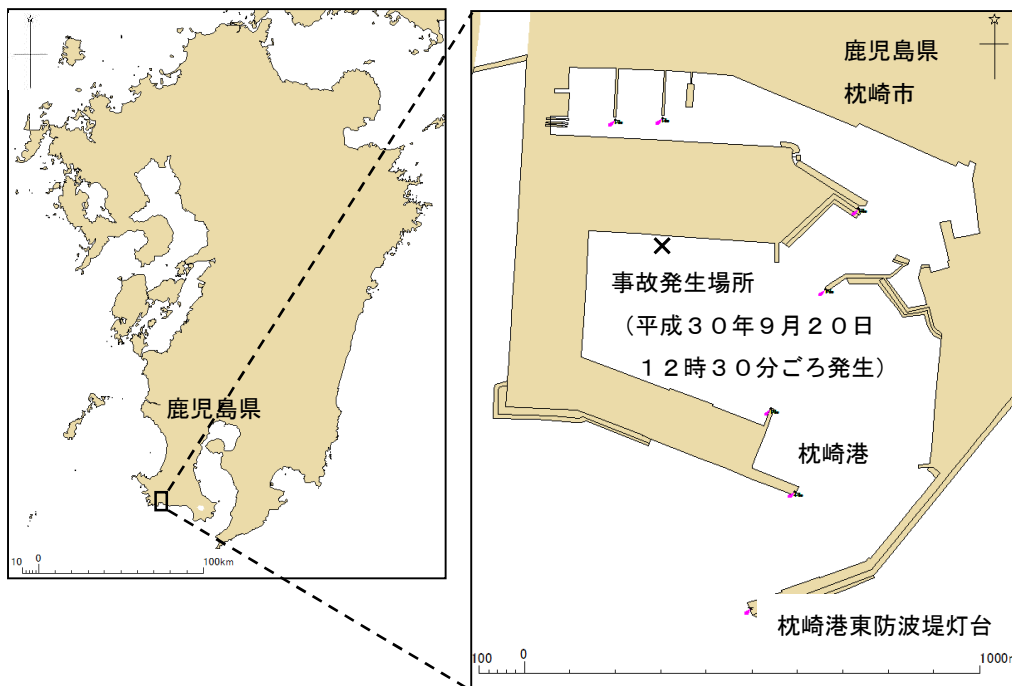 鹿児島県
10
0
100km
鹿児島県
枕崎市
×
事故発生場所
(平成30年9月20日
12時30分ごろ発生)
枕崎港
枕崎港東防波堤灯台
100
0
1000m